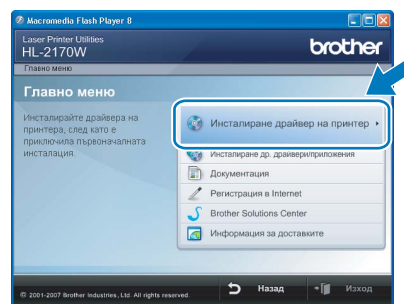 Macromedia Flash Player 8
Laser Printer Utilities
HL-2170W
brother
Главно меню
Главно меню
Инсталирайте драйвера на
принтера, след като е
приключила първоначалната
инсталация.
Инсталиране драйвер на принтер
Инсталиране др. драйвери/приложения
Документация
Регистрация в Internet
Brother Solutions Center
Информация за доставките
© 2001-2007 Brother Industries, Ltd. All rights reserved.
Назад
Изход